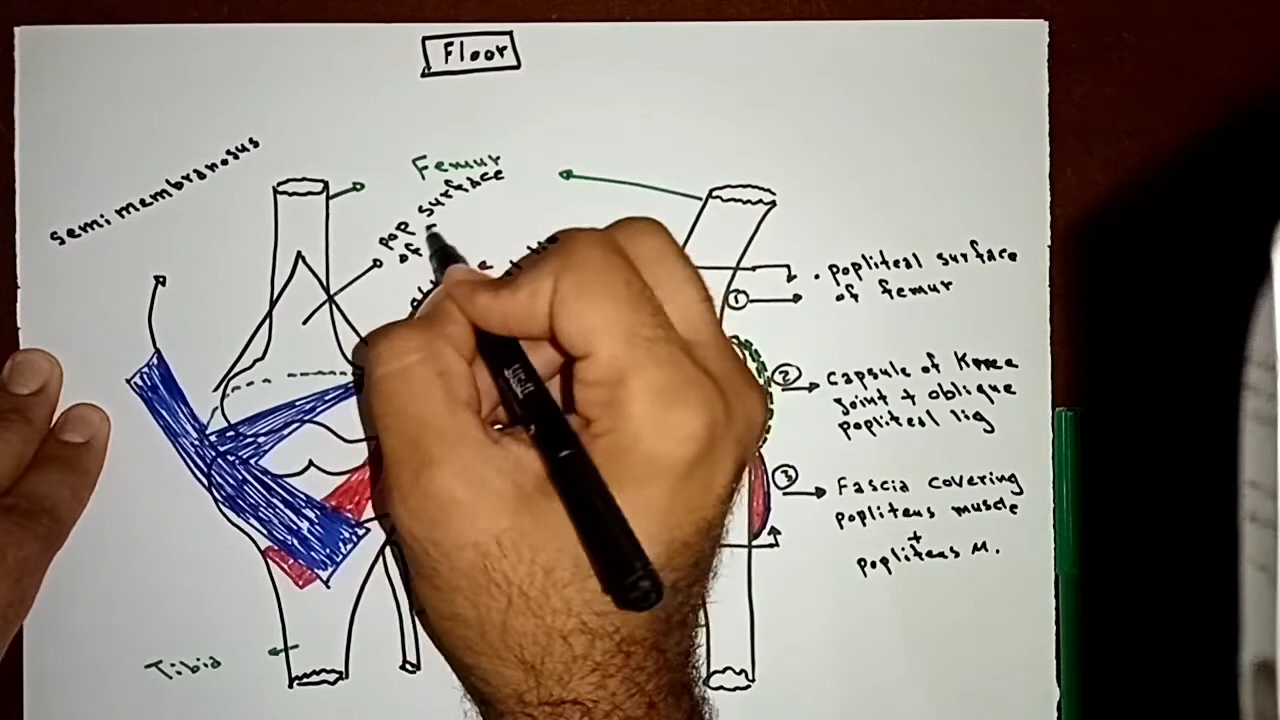 Floor
Semimembranosus
Femur
pop surface
of
popliteal surface
of femur
①
②
capsule of Knee
joint + oblique
popliteal lig
③
Fascia covering
popliteus muscle
+
popliteus M.
Tibia